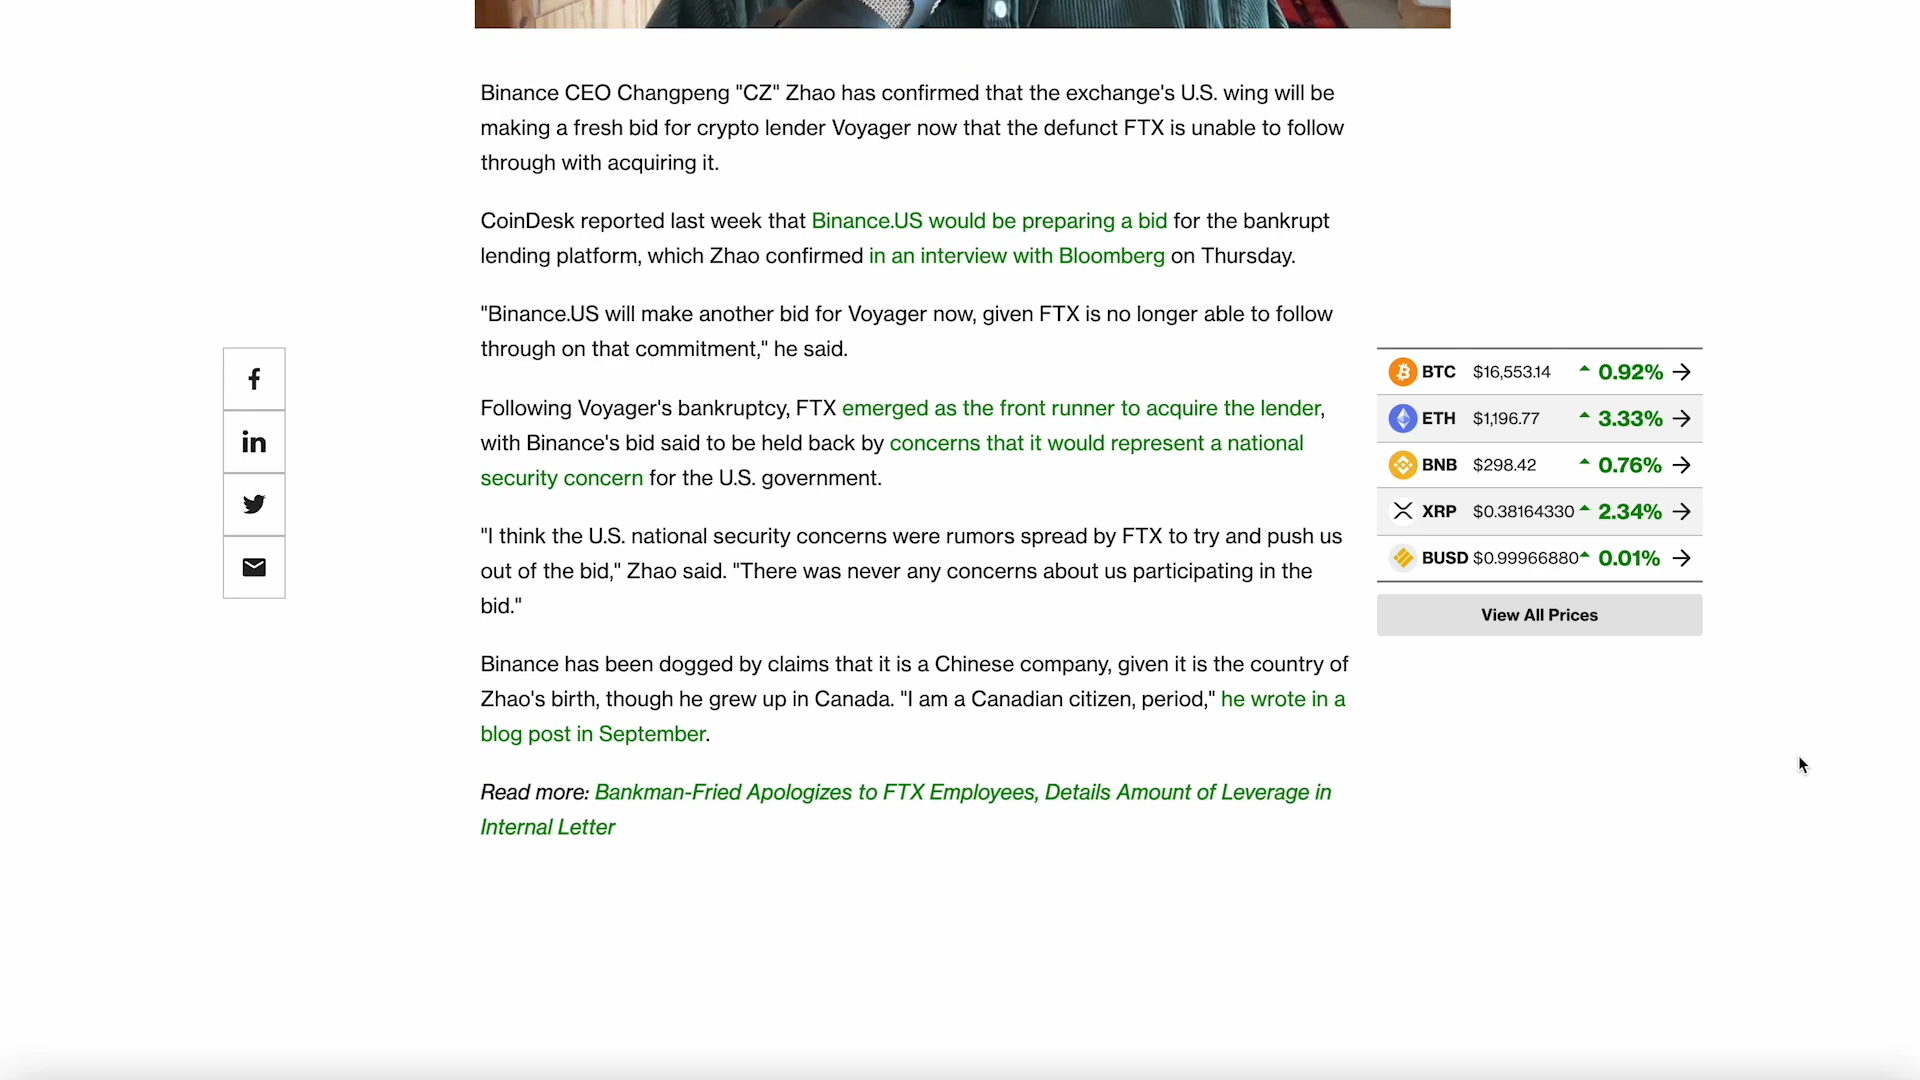 Binance CEO Changpeng "CZ" Zhao has confirmed that the exchange's U.S. wing will be
making a fresh bid for crypto lender Voyager now that the defunct FTX is unable to follow
through with acquiring it.
CoinDesk reported last week that Binance.US would be preparing a bid for the bankrupt
lending platform, which Zhao confirmed in an interview with Bloomberg on Thursday.
"Binance.US will make another bid for Voyager now, given FTX is no longer able to follow
through on that commitment," he said.
Following Voyager's bankruptcy, FTX emerged as the front runner to acquire the lender,
with Binance's bid said to be held back by concerns that it would represent a national
security concern for the U.S. government.
"I think the U.S. national security concerns were rumors spread by FTX to try and push us
out of the bid," Zhao said. "There was never any concerns about us participating in the
bid."
Binance has been dogged by claims that it is a Chinese company, given it is the country of
Zhao's birth, though he grew up in Canada. "I am a Canadian citizen, period," he wrote in a
blog post in September.
Read more: Bankman-Fried Apologizes to FTX Employees, Details Amount of Leverage in
Internal Letter
BTC $16,553.14 0.92%
ETH $1,196.77 3.33%
BNB $298.42 0.76%
XRP $0.38164330 2.34%
BUSD $0.99966880 0.01%
View All Prices